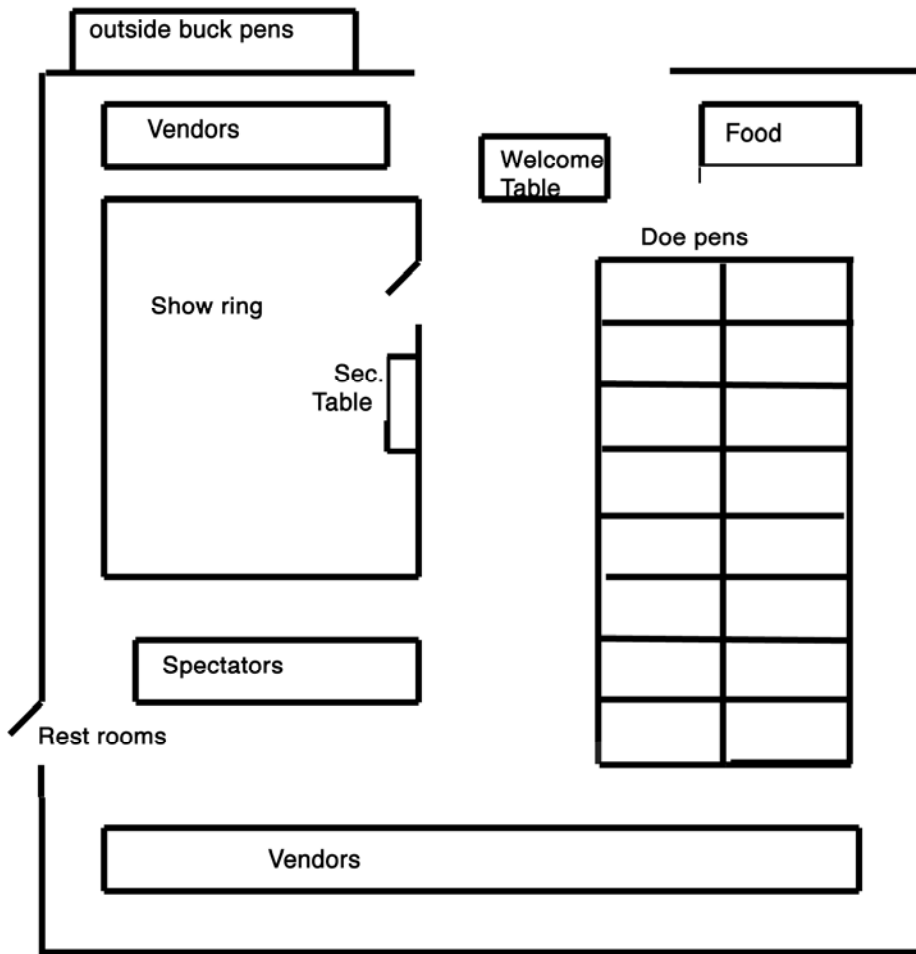 outside buck pens
Vendors
Welcome
Table
Food
Doe pens
Show ring
Sec.
Table
Spectators
Rest rooms
Vendors